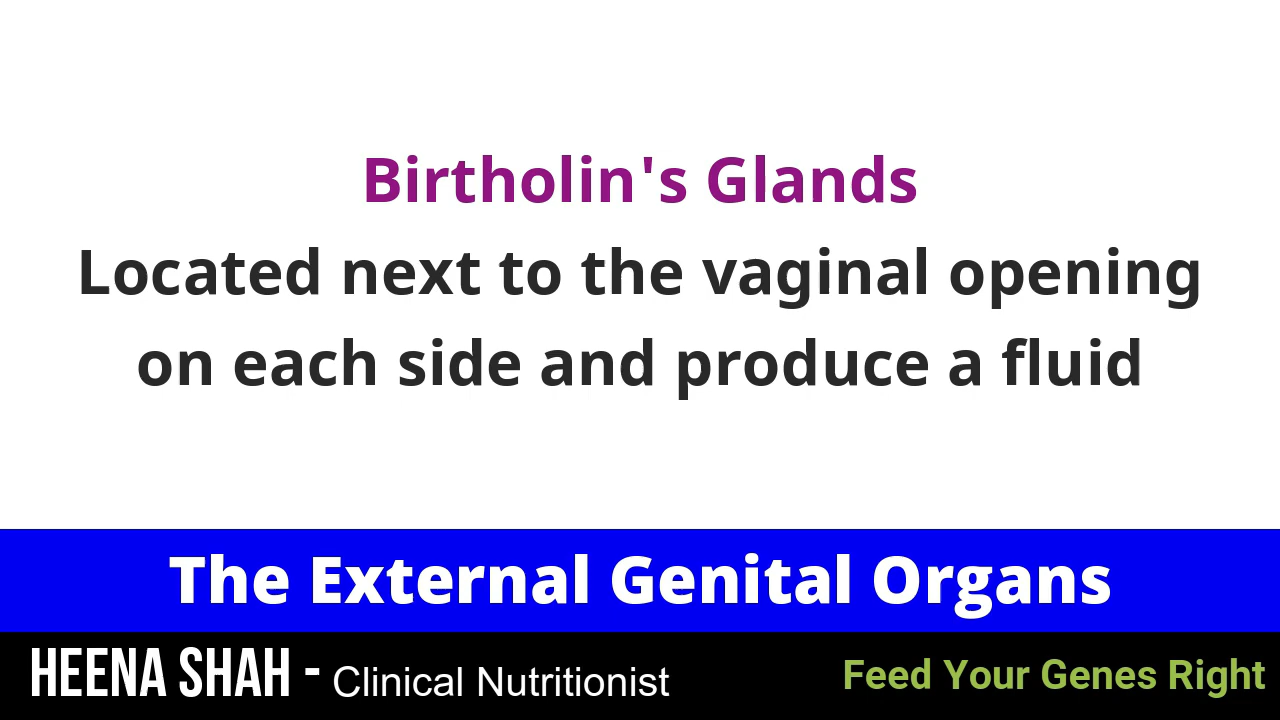 Birtholin's Glands
Located next to the vaginal opening
on each side and produce a fluid
The External Genital Organs
HEENA SHAH - Clinical Nutritionist
Feed Your Genes Right